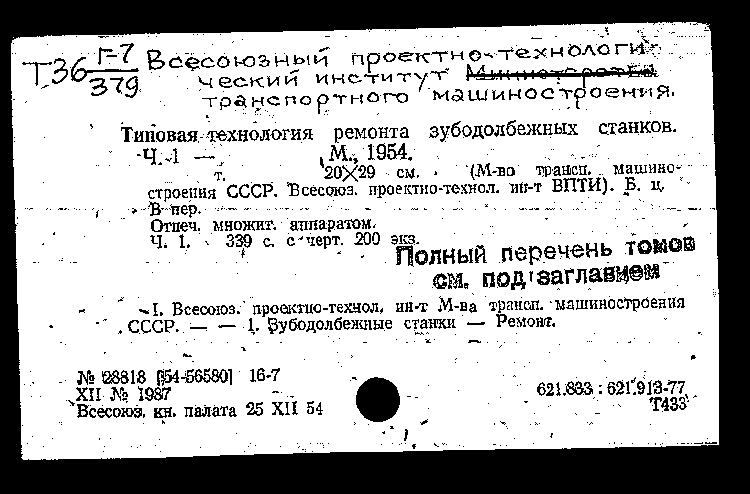 Т36 Г-7/379 Всесоюзный проектно-технологи-
ческий институт Министерства
транспортного машиностроения.
Типовая технология ремонта зубодолбежных станков.
Ч. 1 — М., 1954.
т. 20×29 см. (М-во трансп. машино-
строения СССР. Всесоюз. проектно-технол. ин-т ВПТИ). Б. ц.
В пер.
Отпеч. множит. аппаратом.
Ч. 1. 339 с. с черт. 200 экз.
Полный перечень томов
см. под заглавием
I. Всесоюз. проектно-технол. ин-т М-ва трансп. машиностроения
СССР. — — 1. Зубодолбежные станки — Ремонт.
№ 28818 [54-56580] 16-7
XII № 1987
621.833 : 621.913-77
Всесоюз. кн. палата 25 XII 54
Т433